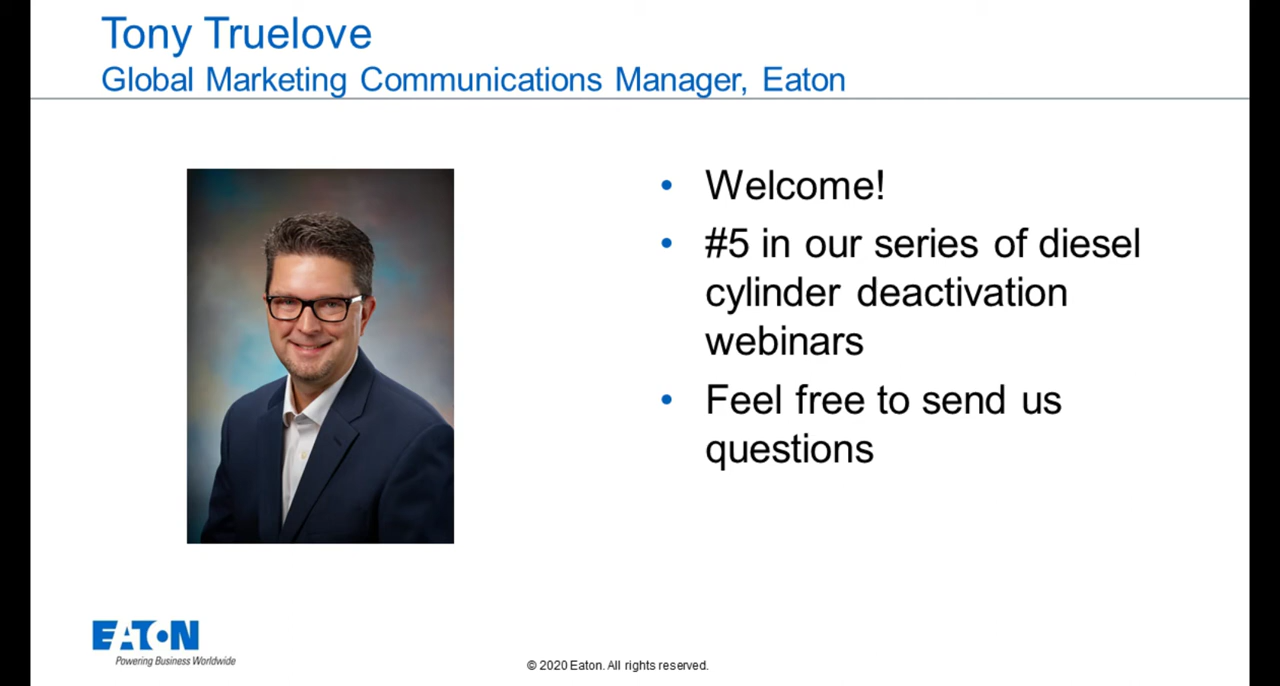 Tony Truelove
Global Marketing Communications Manager, Eaton
• Welcome!
• #5 in our series of diesel
cylinder deactivation
webinars
• Feel free to send us
questions
EATON
Powering Business Worldwide
© 2020 Eaton. All rights reserved.